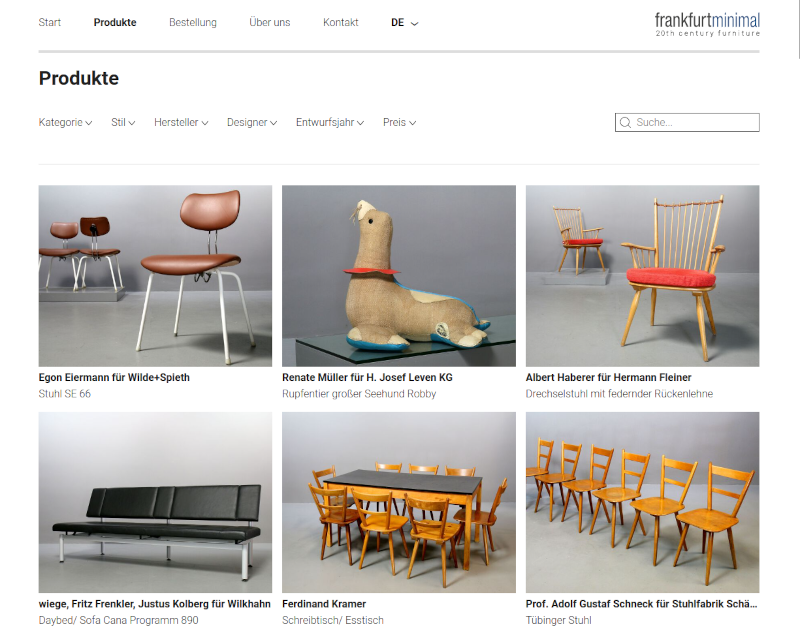 Start Produkte Bestellung Über uns Kontakt DE
frankfurtminimal
20th century furniture
Produkte
Kategorie Stil Hersteller Designer Entwurfsjahr Preis Suche...
Egon Eiermann für Wilde+Spieth
Stuhl SE 66
Renate Müller für H. Josef Leven KG
Rupfentier großer Seehund Robby
Albert Haberer für Hermann Fleiner
Drechselstuhl mit federnder Rückenlehne
wiege, Fritz Frenkler, Justus Kolberg für Wilkhahn
Daybed/ Sofa Cana Programm 890
Ferdinand Kramer
Schreibtisch/ Esstisch
Prof. Adolf Gustaf Schneck für Stuhlfabrik Schä...
Tübinger Stuhl